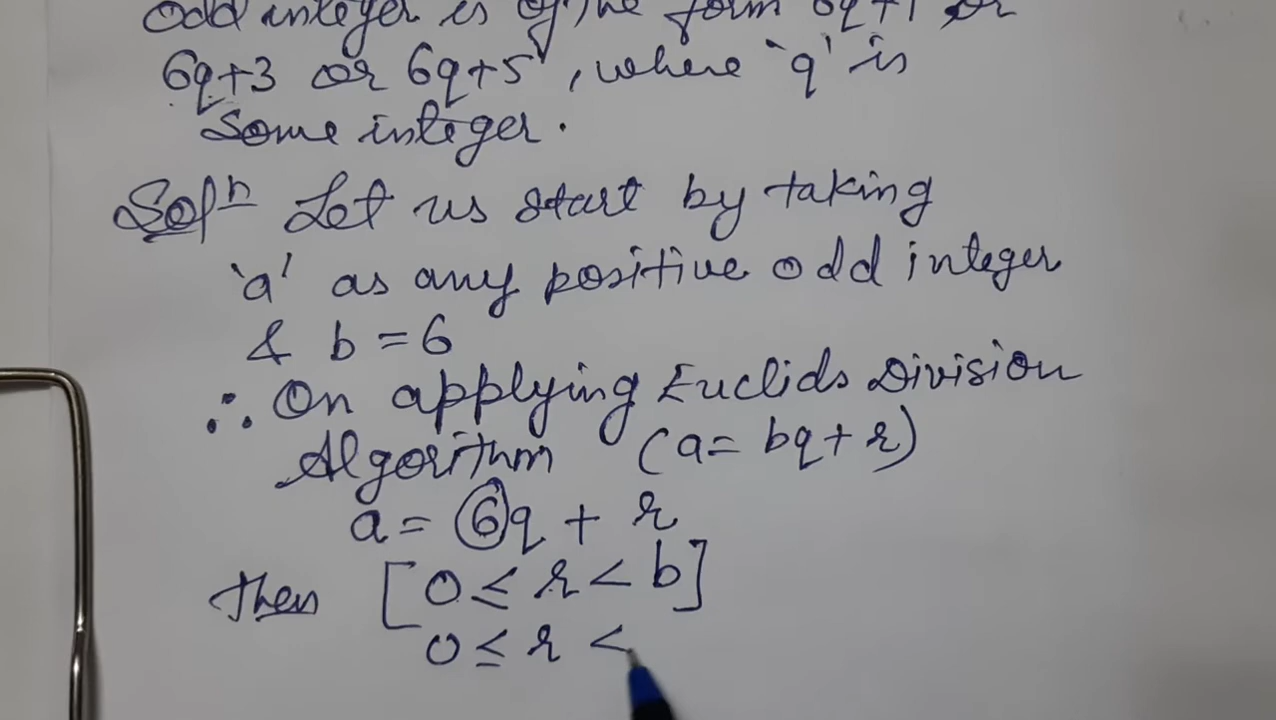 odd integer is of the form 6q+1 or
6q+3 or 6q+5, where 'q' is
some integer.
Solⁿ Let us start by taking
'a' as any positive odd integer
& b = 6
∴ On applying Euclids Division
Algorithm (a = bq + r)
a = 6q + r
Then [0 ≤ r < b]
0 ≤ r <